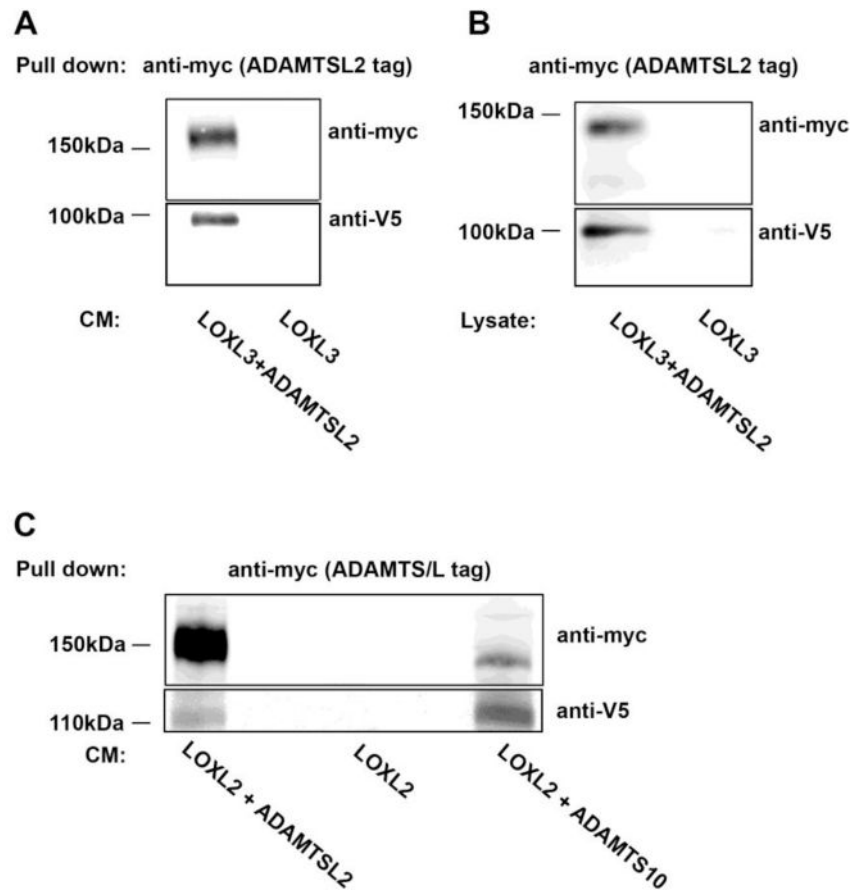 A
Pull down: anti-myc (ADAMTSL2 tag)
150kDa
anti-myc
100kDa
anti-V5
CM:
LOXL3+ADAMTSL2
LOXL3
B
anti-myc (ADAMTSL2 tag)
150kDa
anti-myc
100kDa
anti-V5
Lysate:
LOXL3+ADAMTSL2
LOXL3
C
Pull down: anti-myc (ADAMTS/L tag)
150kDa
anti-myc
110kDa
anti-V5
CM:
LOXL2 + ADAMTSL2
LOXL2
LOXL2 + ADAMTS10